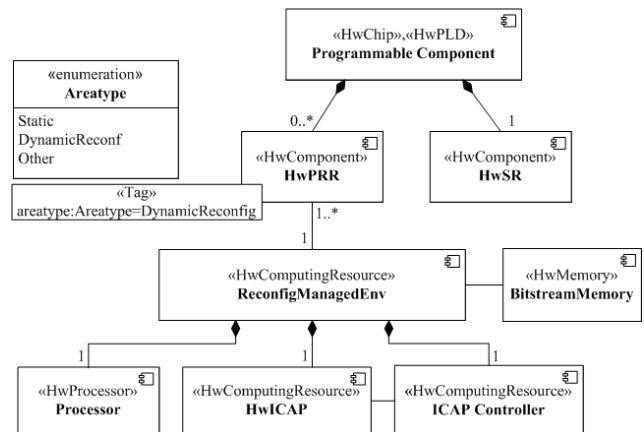 «HwChip»,«HwPLD»
Programmable Component
«enumeration»
Areatype
Static
DynamicReconf
Other
0..*
1
«HwComponent»
HwPRR
«HwComponent»
HwSR
«Tag»
areatype:Areatype=DynamicReconfig
1..*
1
«HwComputingResource»
ReconfigManagedEnv
«HwMemory»
BitstreamMemory
1
1
1
«HwProcessor»
Processor
«HwComputingResource»
HwICAP
«HwComputingResource»
ICAP Controller